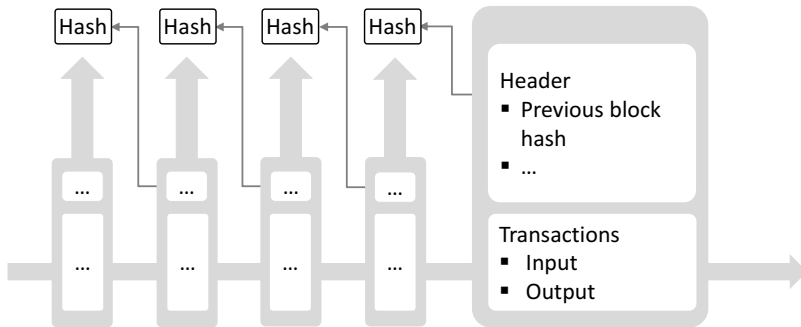 Hash Hash Hash Hash
Header
▪ Previous block
hash
▪ ...
... ... ... ...
Transactions
▪ Input
▪ Output
... ... ... ...